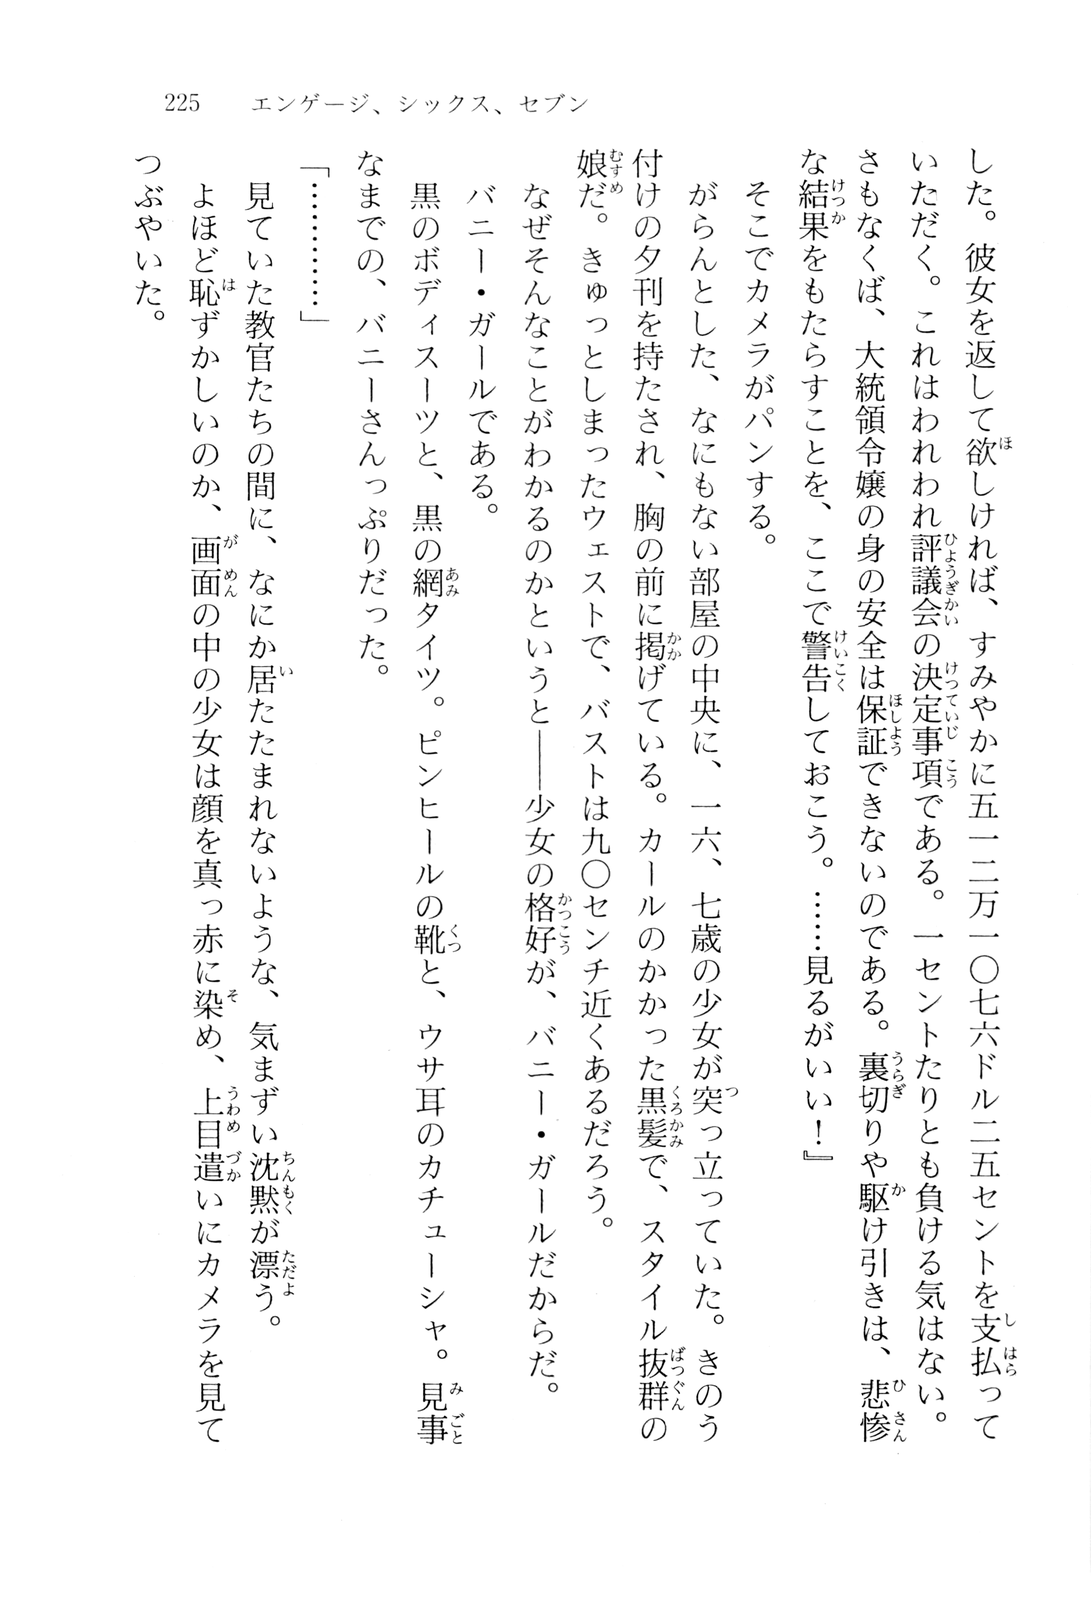 225　エンゲージ、シックス、セブン
した。彼女を返して欲しければ、すみやかに五一二万一〇七六ドル二五セントを支払って
いただく。これはわれわれ評議会の決定事項である。一セントたりとも負ける気はない。
さもなくば、大統領令嬢の身の安全は保証できないのである。裏切りや駆け引きは、悲惨
な結果をもたらすことを、ここで警告しておこう。……見るがいい！』
　そこでカメラがパンする。
　がらんとした、なにもない部屋の中央に、一六、七歳の少女が突っ立っていた。きのう
付けの夕刊を持たされ、胸の前に掲げている。カールのかかった黒髪で、スタイル抜群の
娘だ。きゅっとしまったウェストで、バストは九〇センチ近くあるだろう。
　なぜそんなことがわかるのかというと――少女の格好が、バニー・ガールだからだ。
　バニー・ガールである。
　黒のボディスーツと、黒の網タイツ。ピンヒールの靴と、ウサ耳のカチューシャ。見事
なまでの、バニーさんっぷりだった。
「…………」
　見ていた教官たちの間に、なにか居たたまれないような、気まずい沈黙が漂う。
　よほど恥ずかしいのか、画面の中の少女は顔を真っ赤に染め、上目遣いにカメラを見て
つぶやいた。